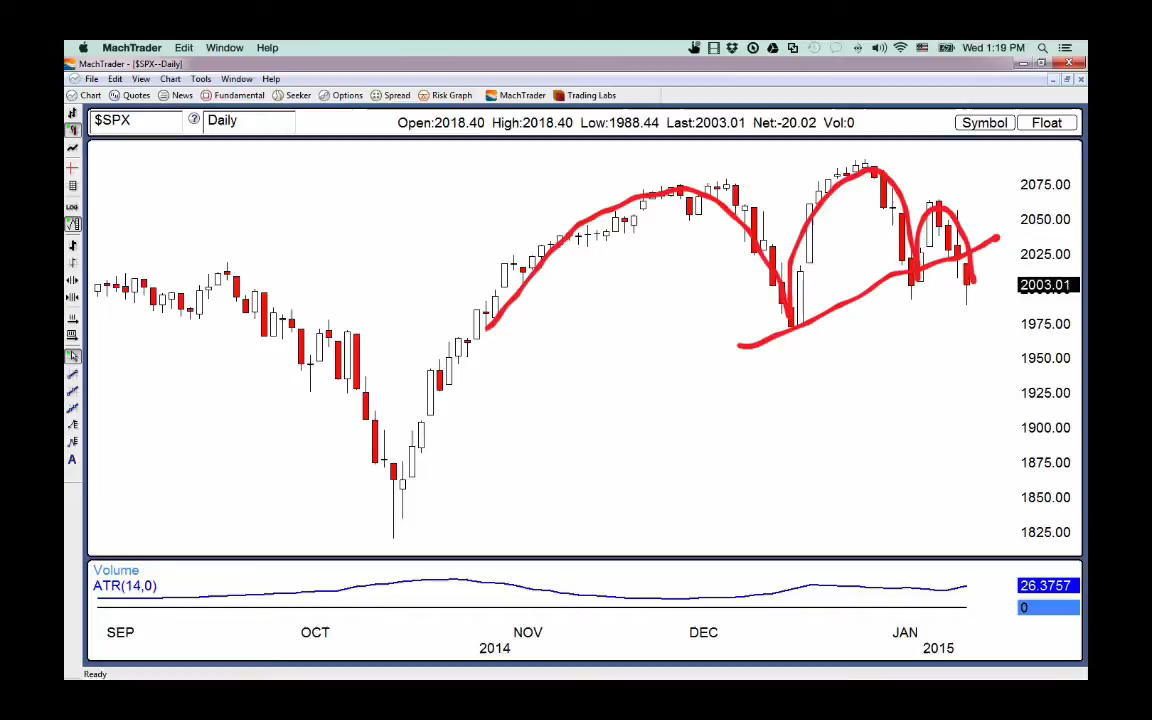 MachTrader Edit Window Help Wed 1:19 PM
MachTrader - [$SPX--Daily]
File Edit View Chart Tools Window Help
Chart Quotes News Fundamental Seeker Options Spread Risk Graph MachTrader Trading Labs
$SPX ? Daily Open:2018.40 High:2018.40 Low:1988.44 Last:2003.01 Net:-20.02 Vol:0 Symbol Float
LOG
A
2075.00
2050.00
2025.00
2003.01
1975.00
1950.00
1925.00
1900.00
1875.00
1850.00
1825.00
Volume
ATR(14,0) 26.3757
0
SEP OCT NOV DEC JAN
2014 2015
Ready